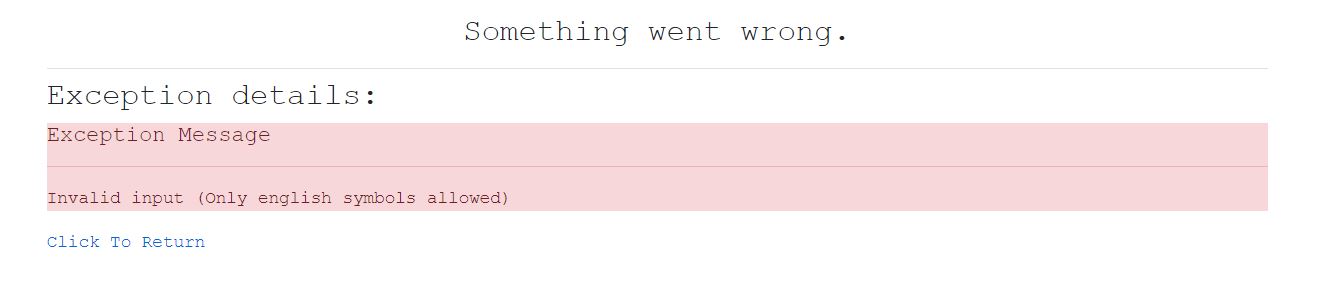 Something went wrong.
Exception details:
Exception Message
Invalid input (Only english symbols allowed)
Click To Return